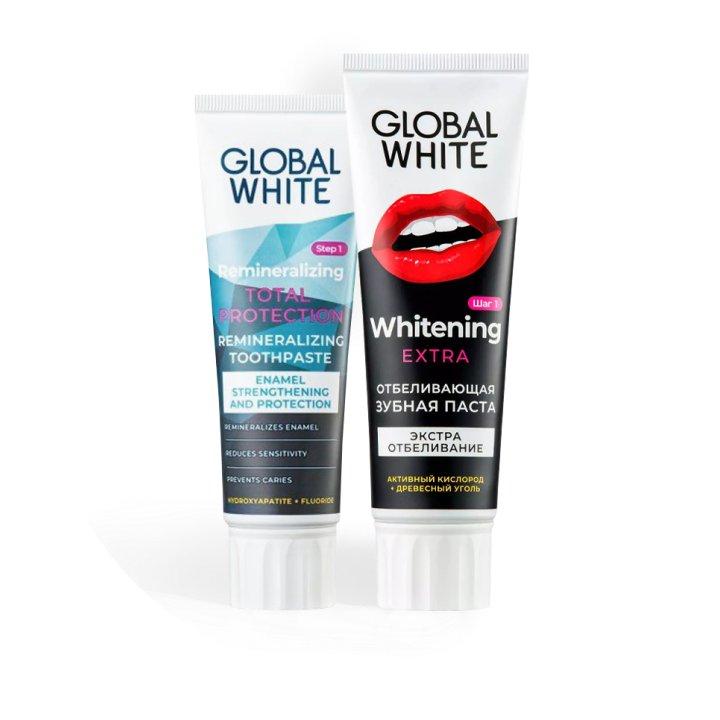 GLOBAL
WHITE
Step 1
Remineralizing
TOTAL
PROTECTION
REMINERALIZING
TOOTHPASTE
ENAMEL
STRENGTHENING
AND PROTECTION
REMINERALIZES ENAMEL
REDUCES SENSITIVITY
PREVENTS CARIES
HYDROXYAPATITE + FLUORIDE
GLOBAL
WHITE
Шаг 1
Whitening
EXTRA
ОТБЕЛИВАЮЩАЯ
ЗУБНАЯ ПАСТА
ЭКСТРА
ОТБЕЛИВАНИЕ
АКТИВНЫЙ КИСЛОРОД
+ ДРЕВЕСНЫЙ УГОЛЬ